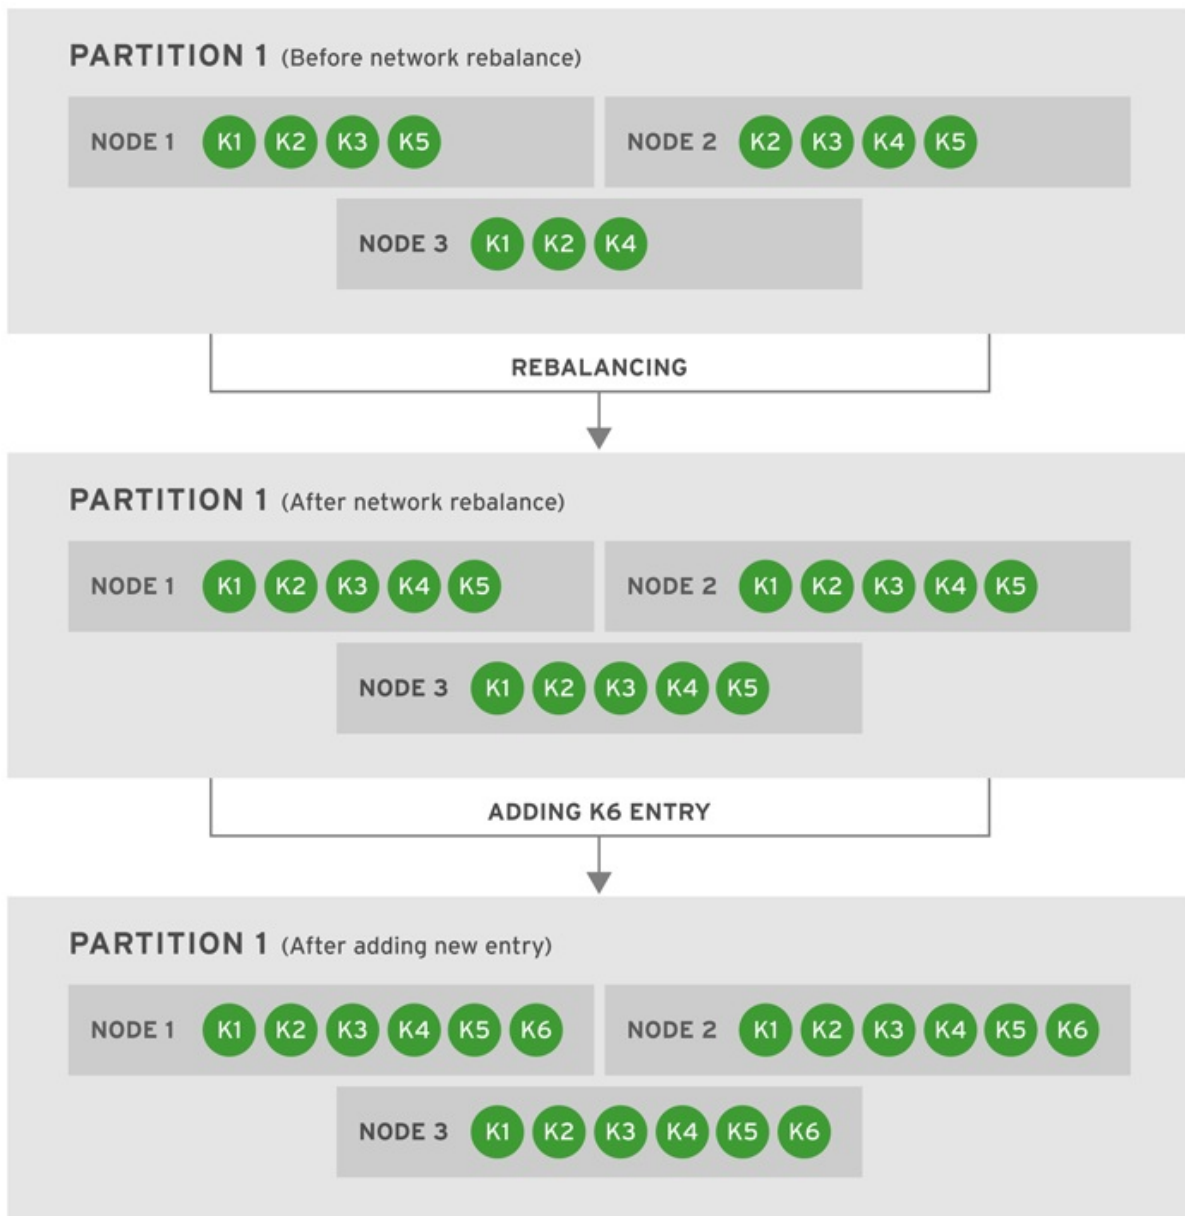 PARTITION 1 (Before network rebalance)
NODE 1 K1 K2 K3 K5
NODE 2 K2 K3 K4 K5
NODE 3 K1 K2 K4
REBALANCING
PARTITION 1 (After network rebalance)
NODE 1 K1 K2 K3 K4 K5
NODE 2 K1 K2 K3 K4 K5
NODE 3 K1 K2 K3 K4 K5
ADDING K6 ENTRY
PARTITION 1 (After adding new entry)
NODE 1 K1 K2 K3 K4 K5 K6
NODE 2 K1 K2 K3 K4 K5 K6
NODE 3 K1 K2 K3 K4 K5 K6